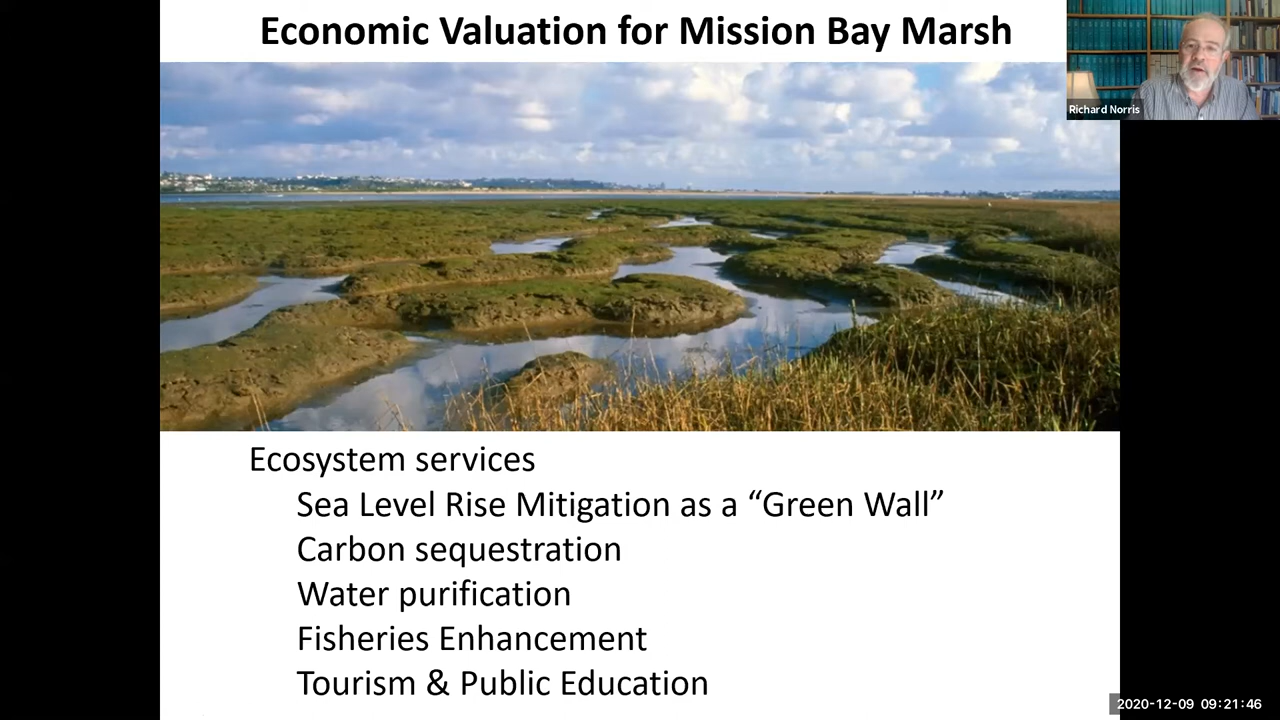 Economic Valuation for Mission Bay Marsh
Richard Norris
Ecosystem services
Sea Level Rise Mitigation as a “Green Wall”
Carbon sequestration
Water purification
Fisheries Enhancement
Tourism & Public Education
2020-12-09 09:21:46